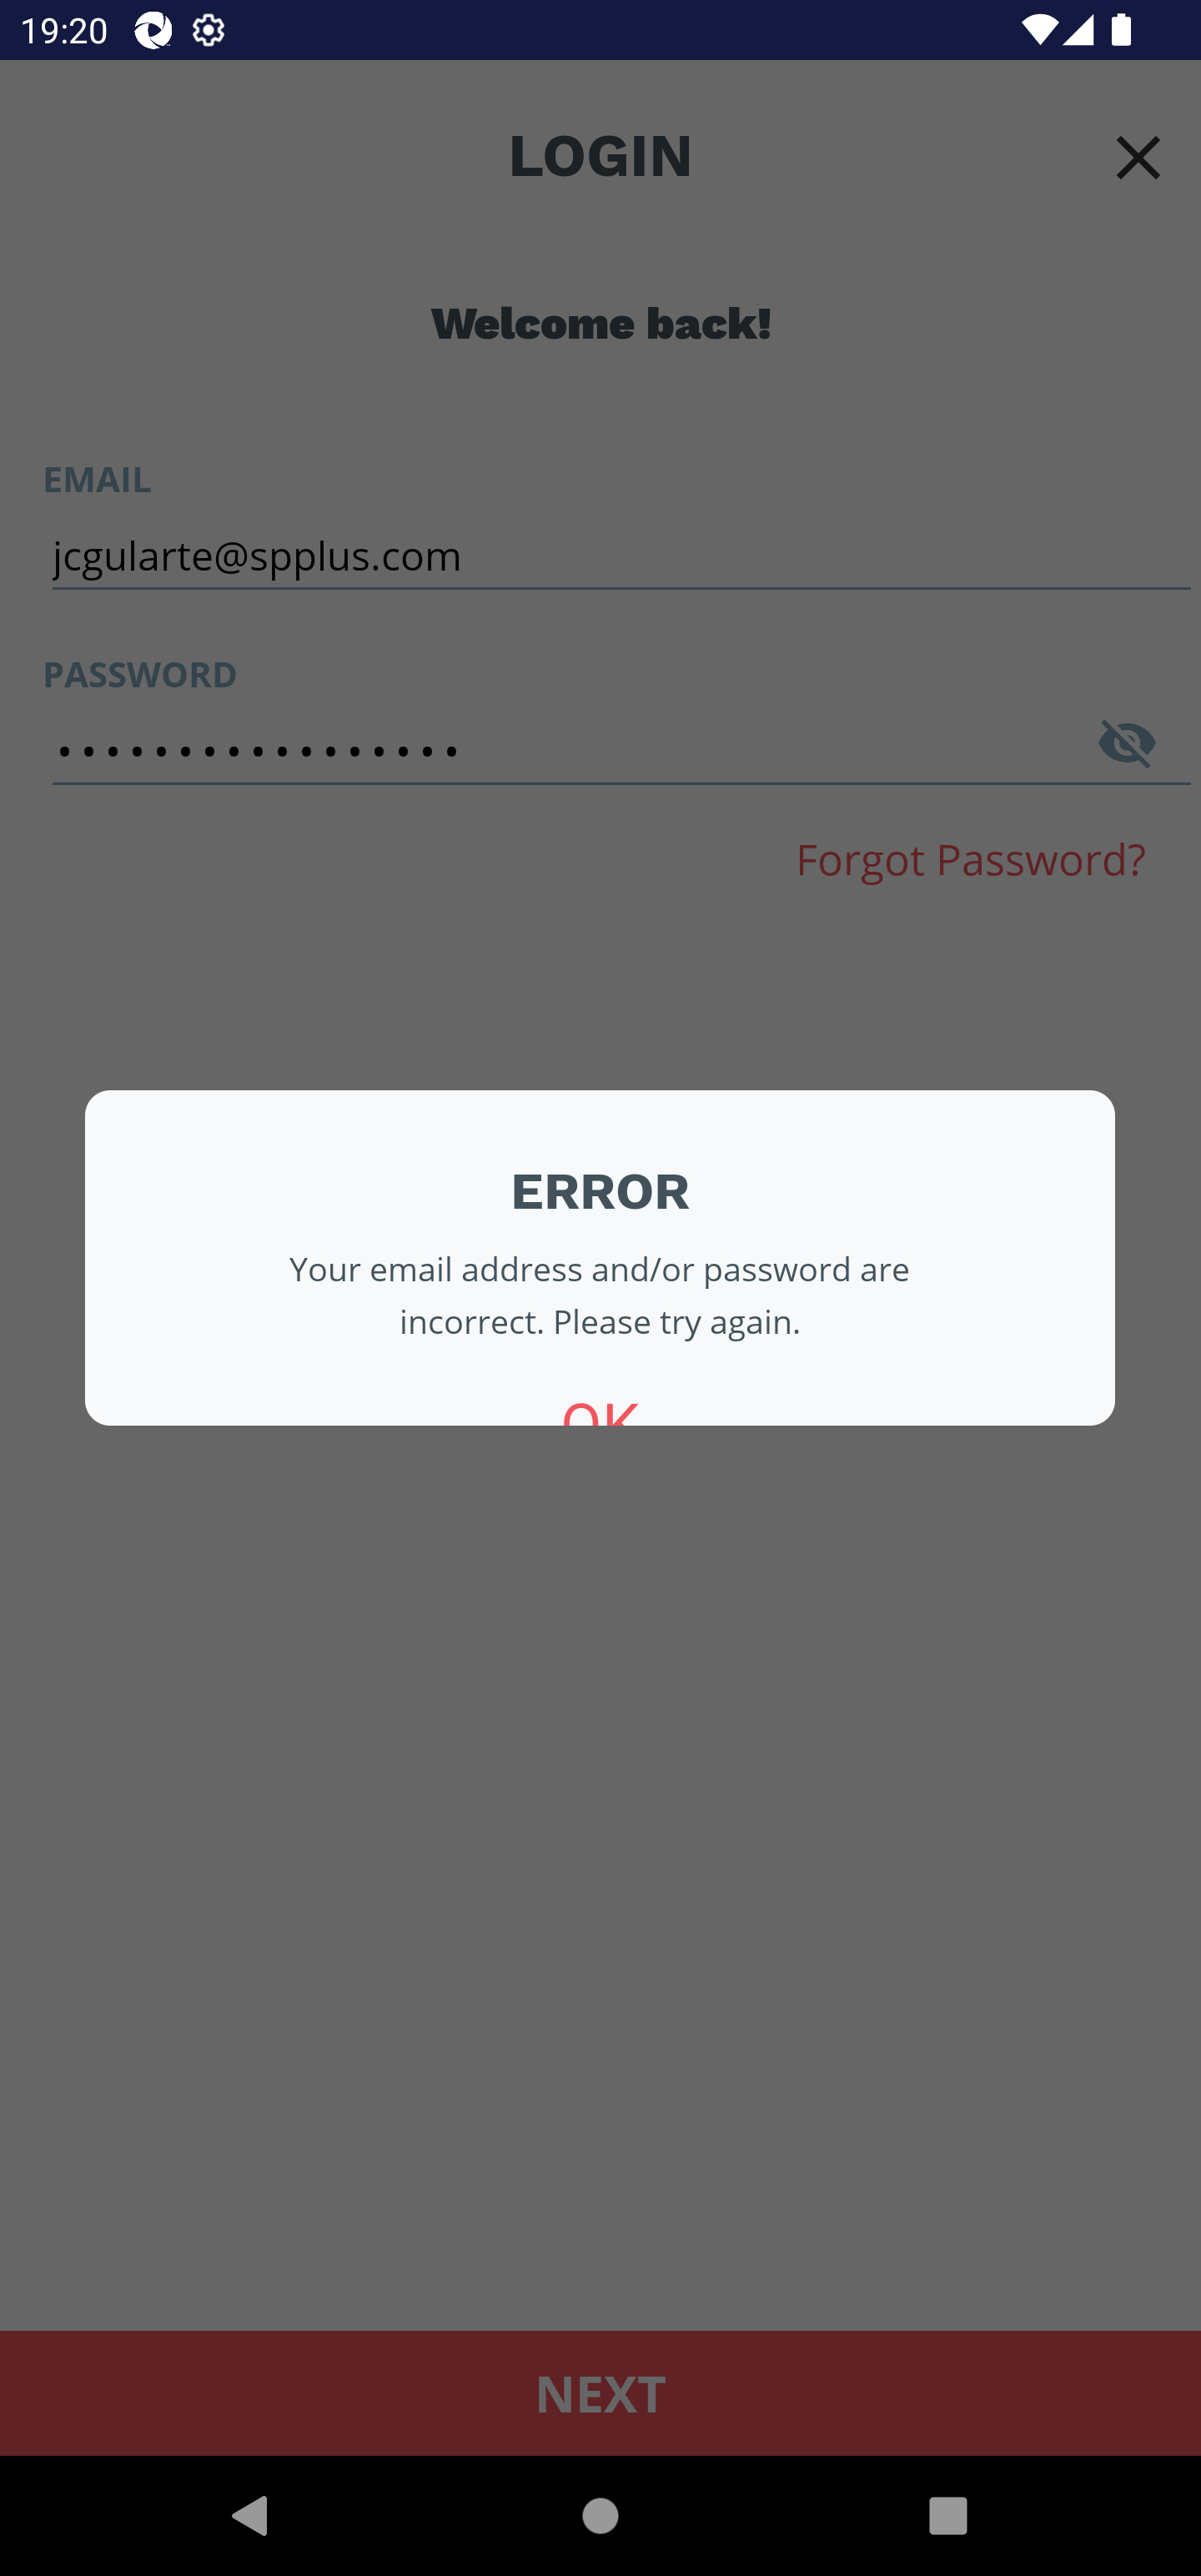 19:20
LOGIN
Welcome back!
EMAIL
jcgularte@spplus.com
PASSWORD
•••••••••••••••••
Forgot Password?
ERROR
Your email address and/or password are
incorrect. Please try again.
OK
NEXT